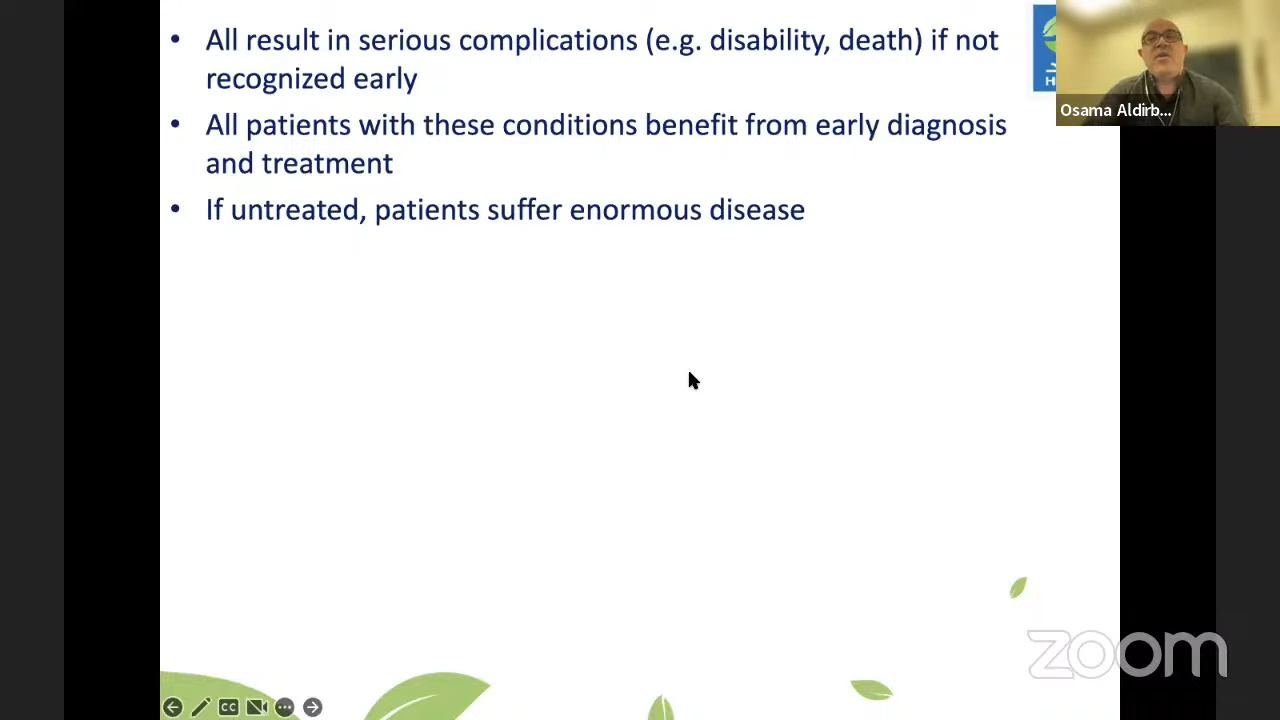 • All result in serious complications (e.g. disability, death) if not
recognized early
• All patients with these conditions benefit from early diagnosis
and treatment
• If untreated, patients suffer enormous disease
Osama Aldirb...
CC
zoom